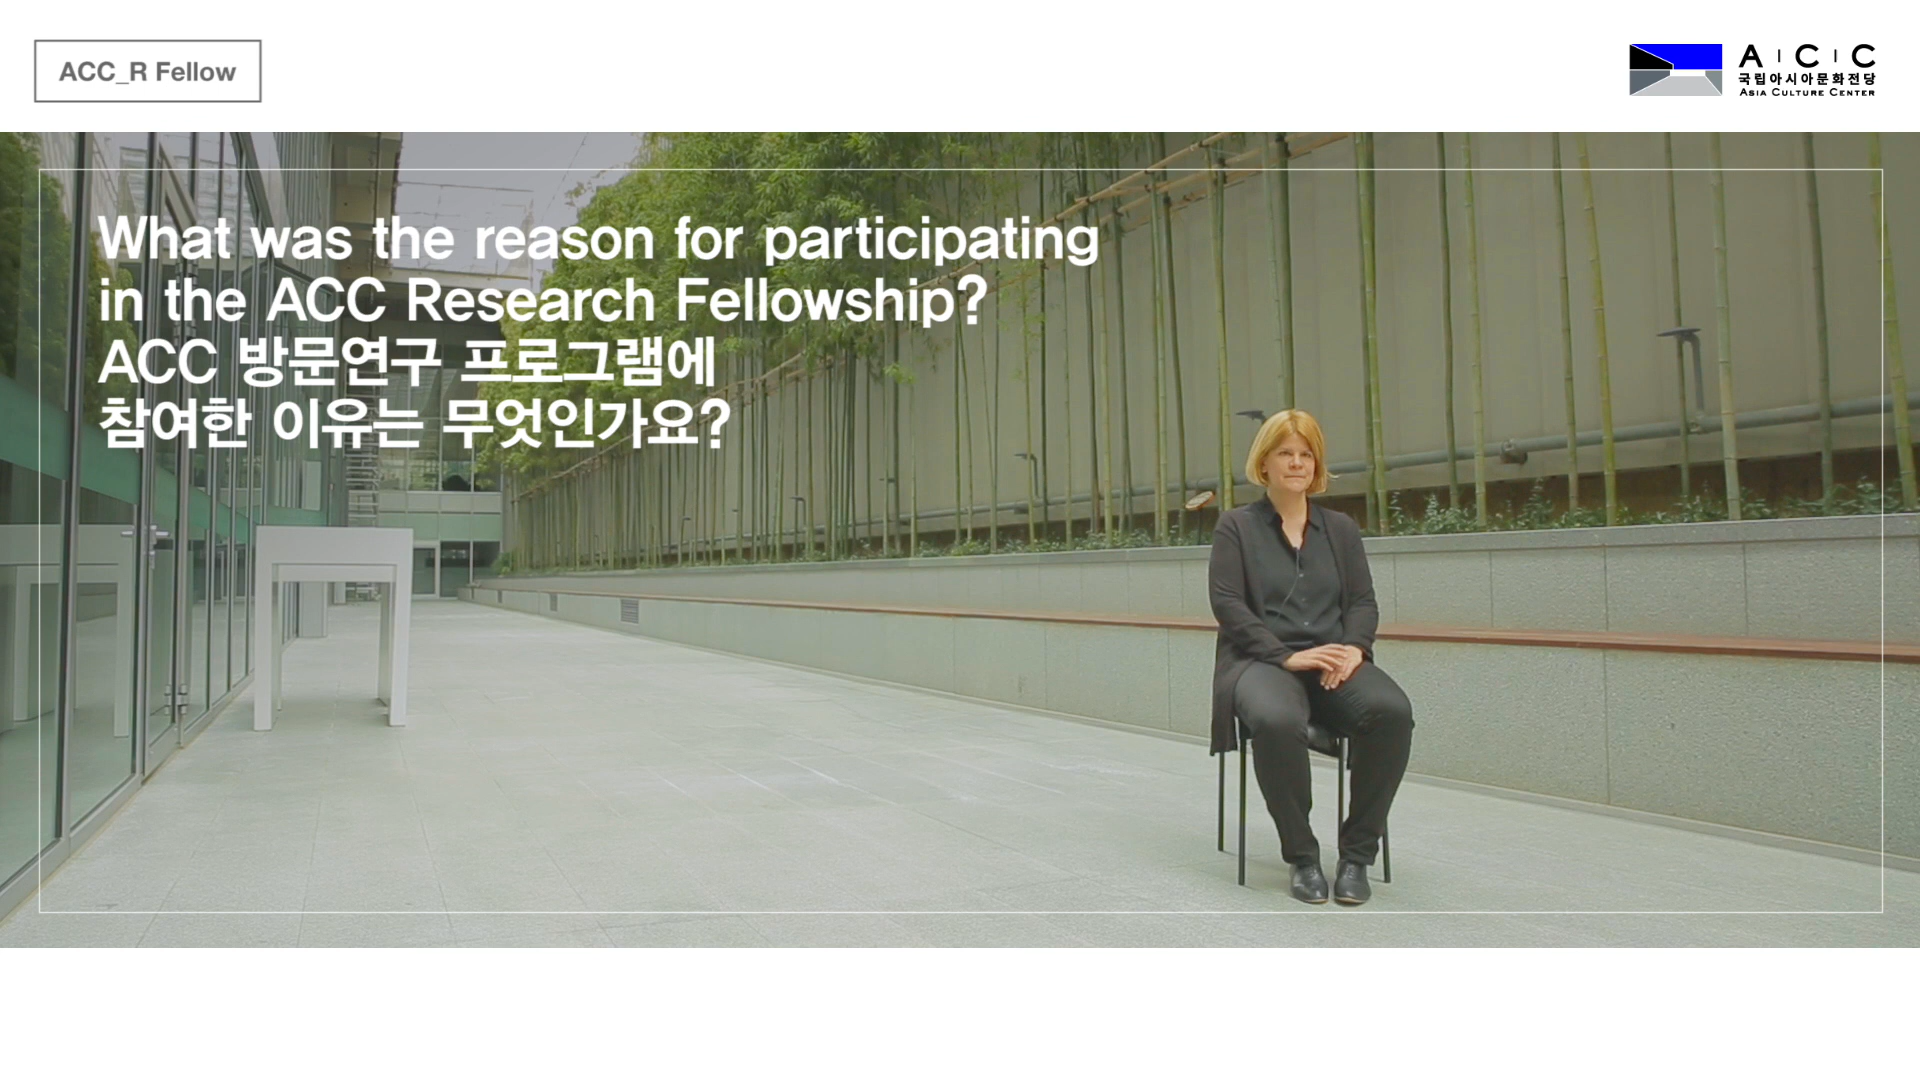 ACC_R Fellow
A C C
국립아시아문화전당
ASIA CULTURE CENTER
What was the reason for participating
in the ACC Research Fellowship?
ACC 방문연구 프로그램에
참여한 이유는 무엇인가요?